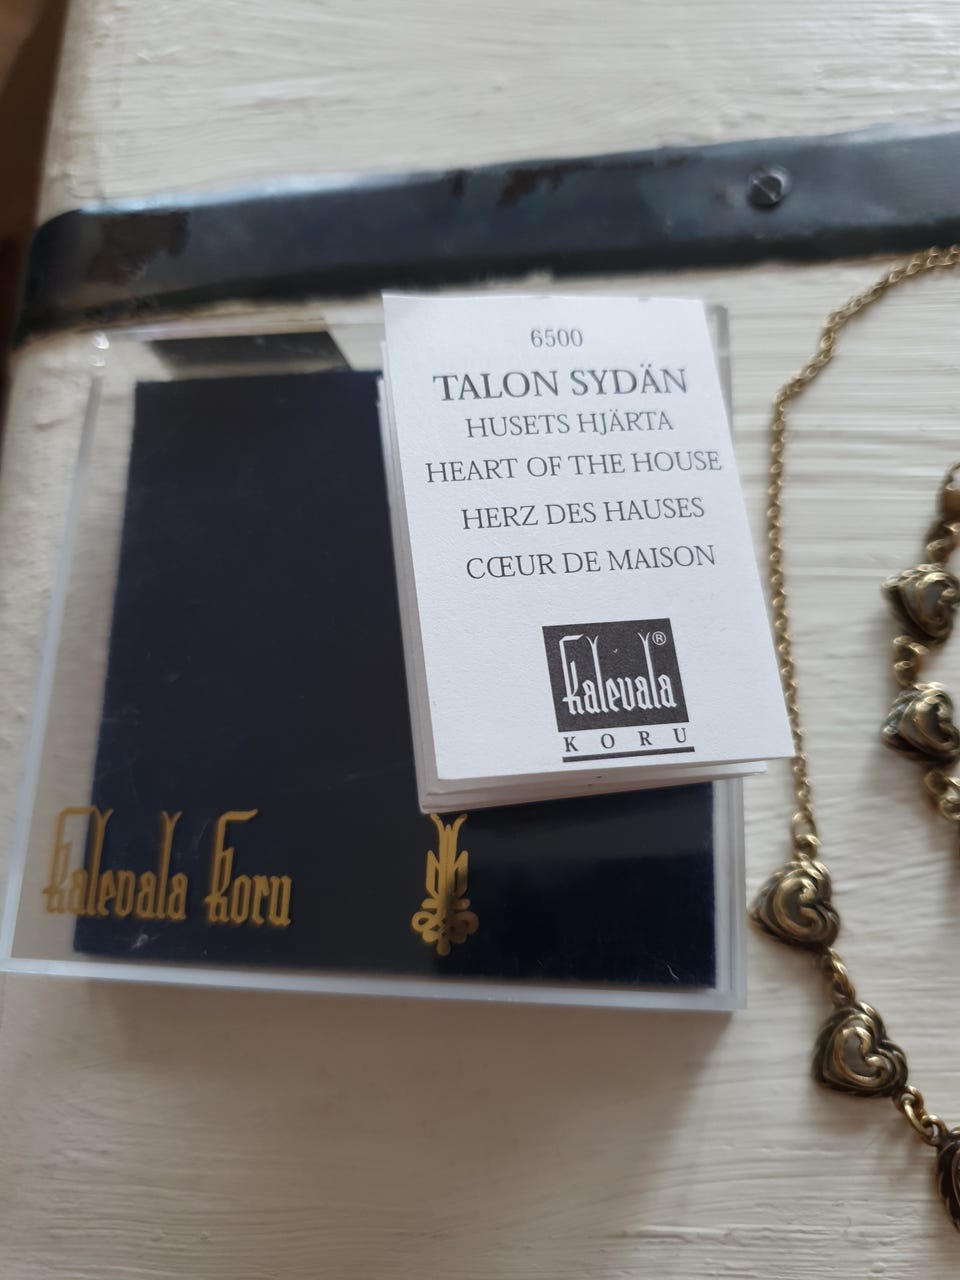 6500
TALON SYDÄN
HUSETS HJÄRTA
HEART OF THE HOUSE
HERZ DES HAUSES
CŒUR DE MAISON
Kalevala®
KORU
Kalevala Koru